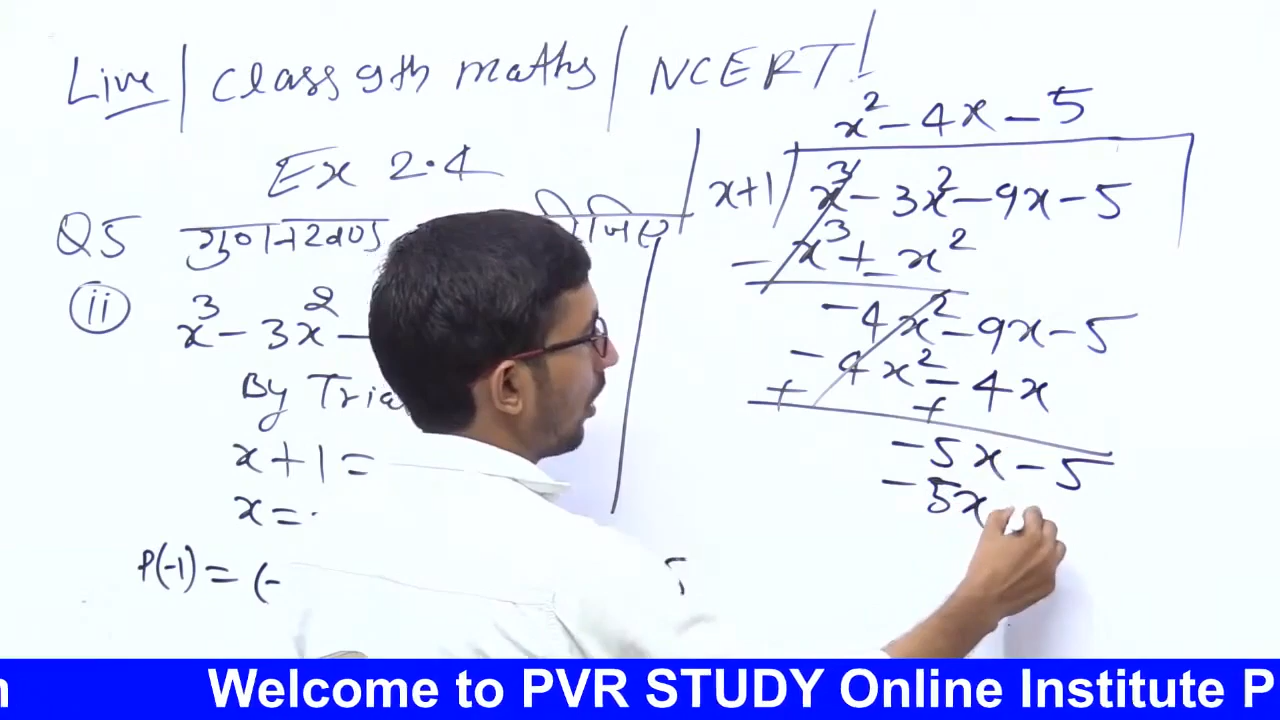 Live / Class 9th maths / NCERT!
Ex 2.4
Q5 गुणनखण्ड कीजिए
(ii) x³ - 3x² -
By Tria
x + 1 =
x =
P(-1) = (-
x² - 4x - 5
x+1 x³ - 3x² - 9x - 5
- x³ +_ x²
-4x² - 9x - 5
-4x² - 4x
+ +
-5x - 5
-5x
Welcome to PVR STUDY Online Institute P